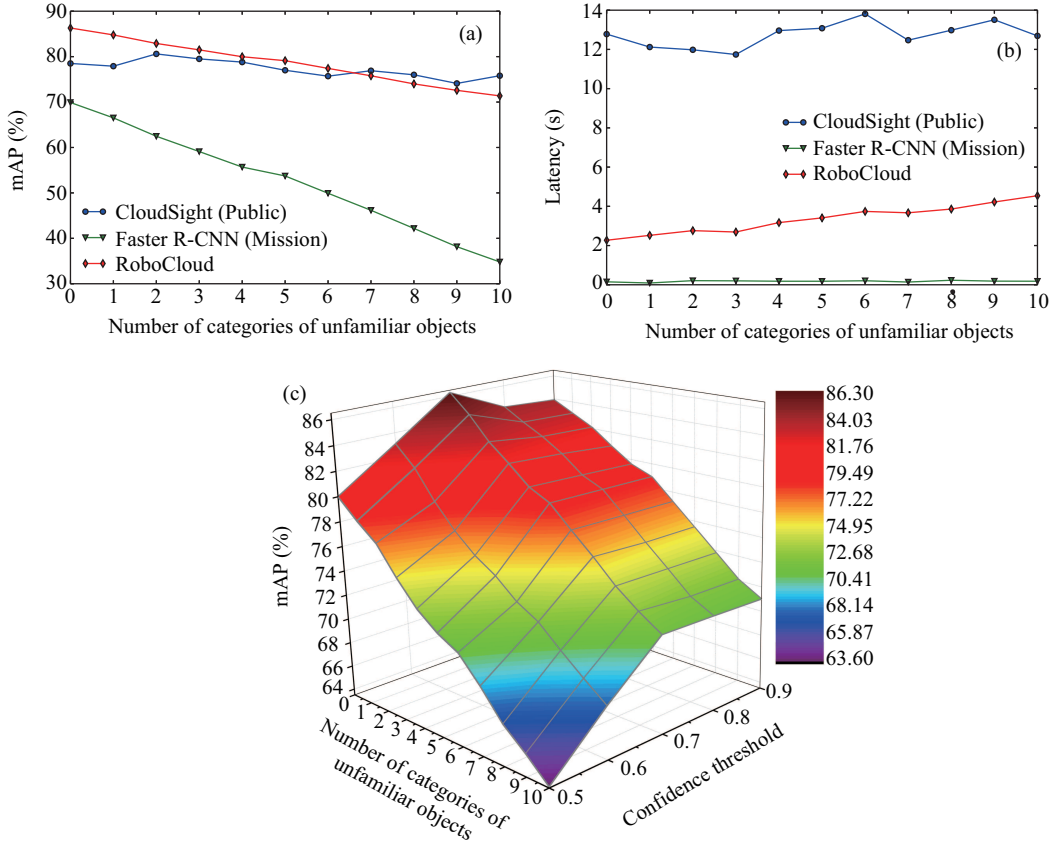 90
80
70
60
50
40
30
mAP (%)
(a)
CloudSight (Public)
Faster R-CNN (Mission)
RoboCloud
0 1 2 3 4 5 6 7 8 9 10
Number of categories of unfamiliar objects
14
12
10
8
6
4
2
0
Latency (s)
(b)
CloudSight (Public)
Faster R-CNN (Mission)
RoboCloud
0 1 2 3 4 5 6 7 8 9 10
Number of categories of unfamiliar objects
(c)
86
84
82
80
78
76
74
72
70
68
66
64
mAP (%)
0 1 2 3 4 5 6 7 8 9 10
Number of categories of
unfamiliar objects
0.5 0.6 0.7 0.8 0.9
Confidence threshold
86.30
84.03
81.76
79.49
77.22
74.95
72.68
70.41
68.14
65.87
63.60